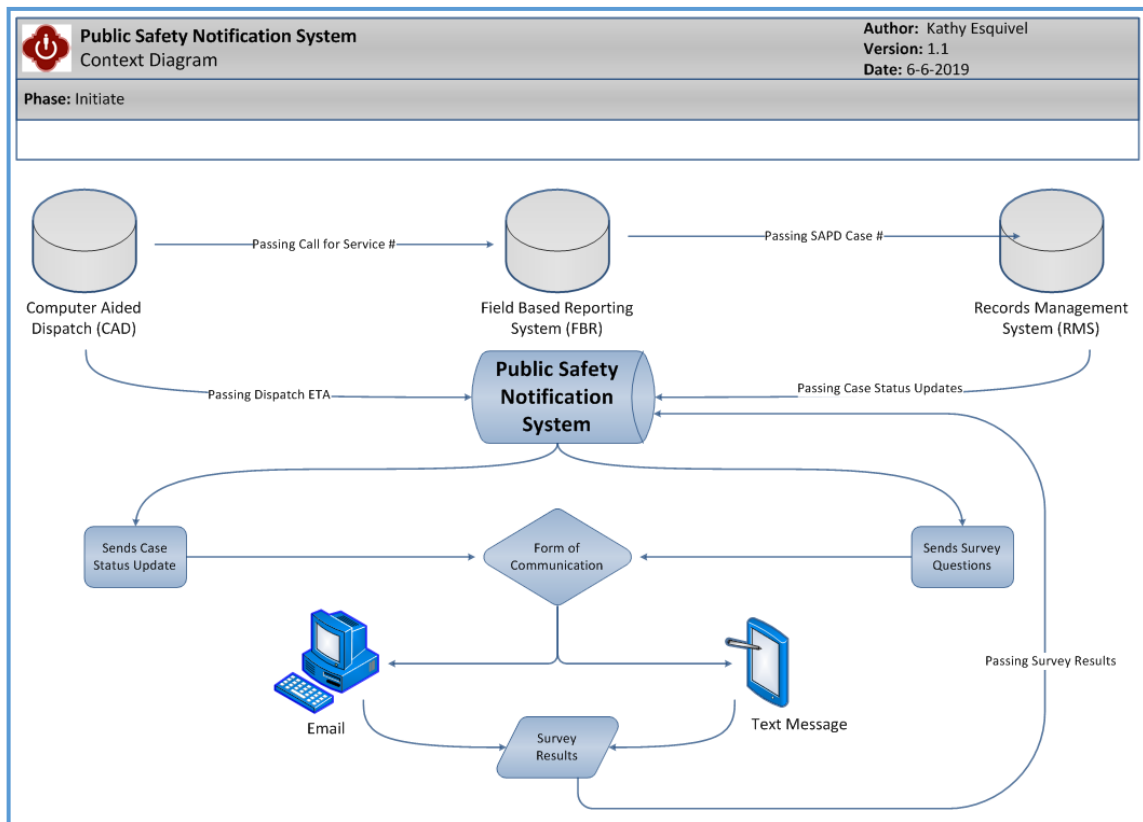 Public Safety Notification System
Context Diagram
Author: Kathy Esquivel
Version: 1.1
Date: 6-6-2019
Phase: Initiate
Passing Call for Service #
Passing SAPD Case #
Computer Aided
Dispatch (CAD)
Field Based Reporting
System (FBR)
Records Management
System (RMS)
Public Safety
Notification
System
Passing Dispatch ETA
Passing Case Status Updates
Sends Case
Status Update
Form of
Communication
Sends Survey
Questions
Passing Survey Results
Email
Text Message
Survey
Results